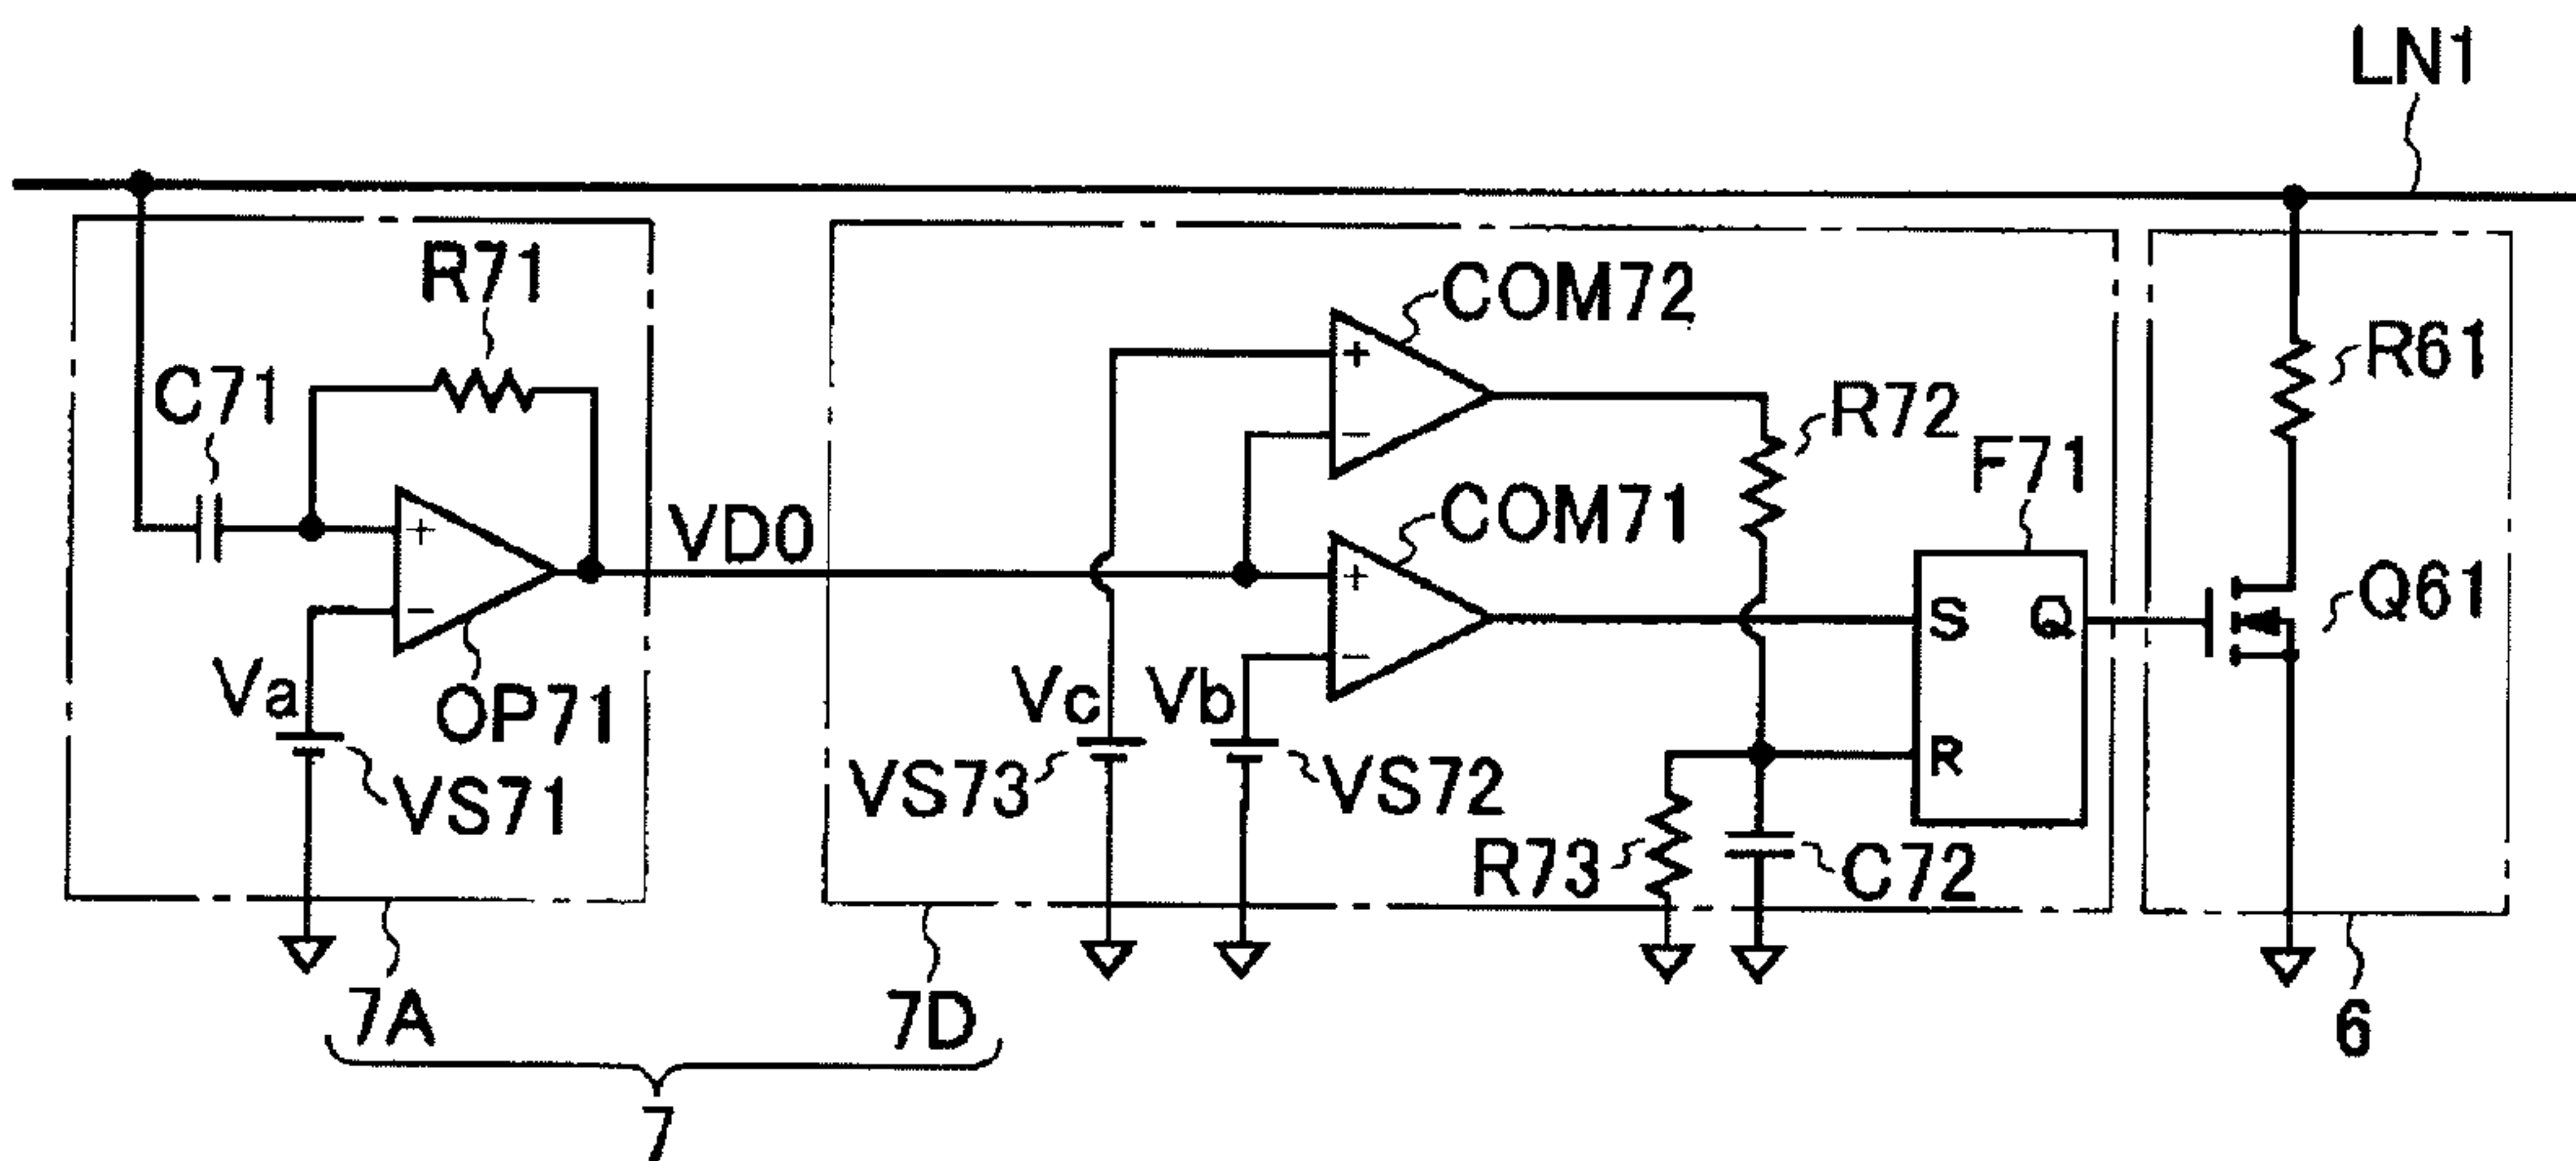 LN1
R71
C71
+
−
Va
OP71
VS71
7A
VD0
COM72
+
−
COM71
+
−
Vc
Vb
VS73
VS72
R72
F71
S
Q
R
R73
C72
7D
7
R61
Q61
6